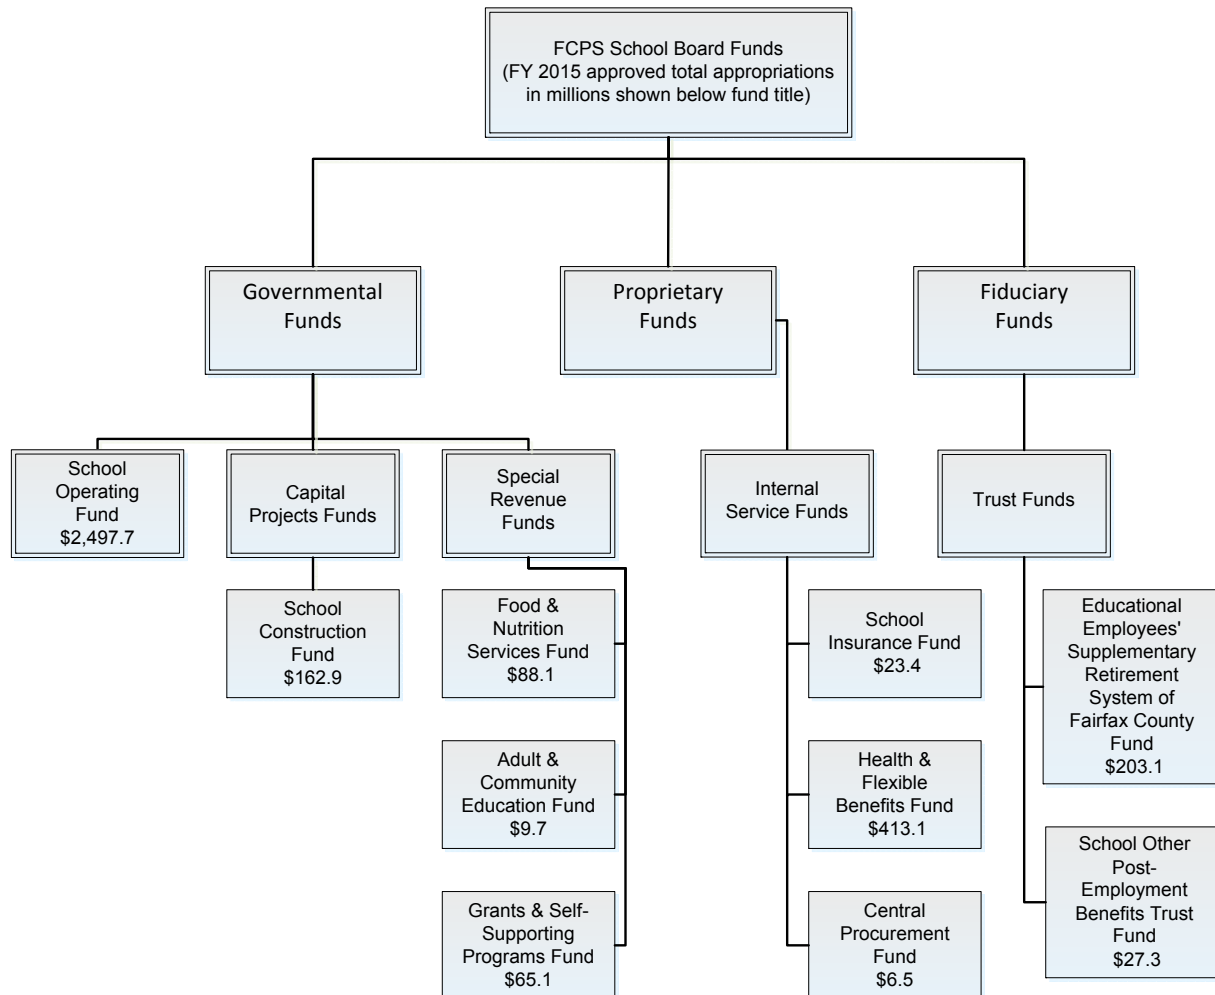 FCPS School Board Funds
(FY 2015 approved total appropriations
in millions shown below fund title)
Governmental
Funds
Proprietary
Funds
Fiduciary
Funds
School
Operating
Fund
$2,497.7
Capital
Projects Funds
Special
Revenue
Funds
Internal
Service Funds
Trust Funds
School
Construction
Fund
$162.9
Food &
Nutrition
Services Fund
$88.1
School
Insurance Fund
$23.4
Educational
Employees'
Supplementary
Retirement
System of
Fairfax County
Fund
$203.1
Adult &
Community
Education Fund
$9.7
Health &
Flexible
Benefits Fund
$413.1
School Other
Post-
Employment
Benefits Trust
Fund
$27.3
Grants & Self-
Supporting
Programs Fund
$65.1
Central
Procurement
Fund
$6.5